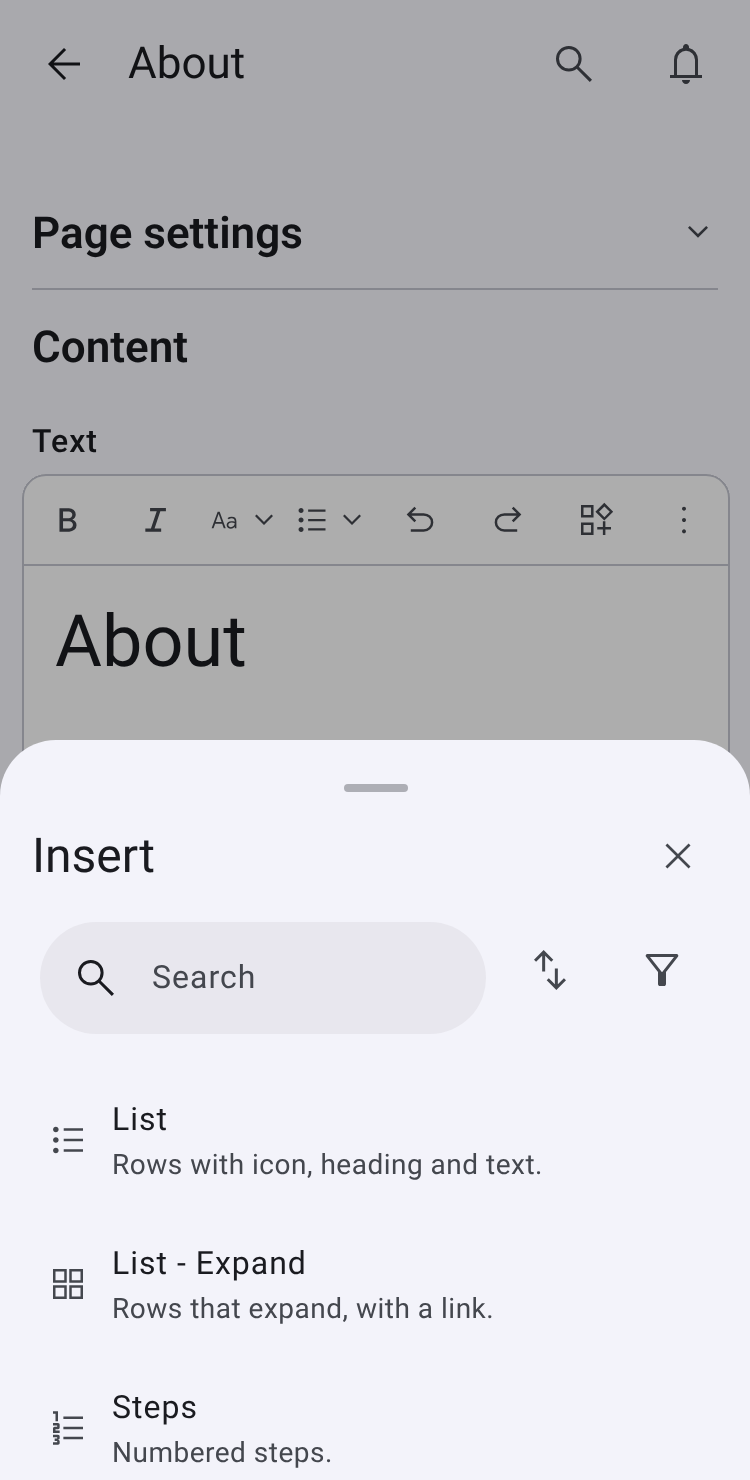 About
Page settings
Content
Text
B I Aa
About
Insert
Search
List
Rows with icon, heading and text.
List - Expand
Rows that expand, with a link.
Steps
Numbered steps.